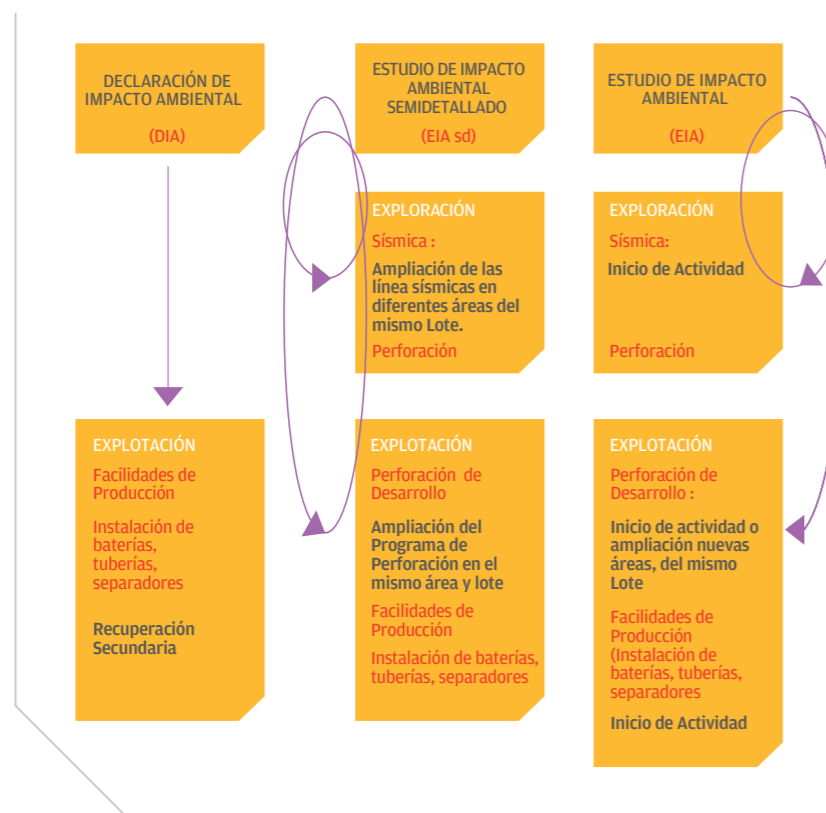 DECLARACIÓN DE
IMPACTO AMBIENTAL
(DIA)
ESTUDIO DE IMPACTO
AMBIENTAL
SEMIDETALLADO
(EIA sd)
ESTUDIO DE IMPACTO
AMBIENTAL
(EIA)
EXPLORACIÓN
Sísmica :
Ampliación de las
línea sísmicas en
diferentes áreas del
mismo Lote.
Perforación
EXPLORACIÓN
Sísmica:
Inicio de Actividad
Perforación
EXPLOTACIÓN
Facilidades de
Producción
Instalación de
baterías,
tuberías,
separadores
Recuperación
Secundaria
EXPLOTACIÓN
Perforación de
Desarrollo
Ampliación del
Programa de
Perforación en el
mismo área y lote
Facilidades de
Producción
Instalación de baterías,
tuberías, separadores
EXPLOTACIÓN
Perforación de
Desarrollo :
Inicio de actividad o
ampliación nuevas
áreas, del mismo
Lote
Facilidades de
Producción
(Instalación de
baterías, tuberías,
separadores
Inicio de Actividad